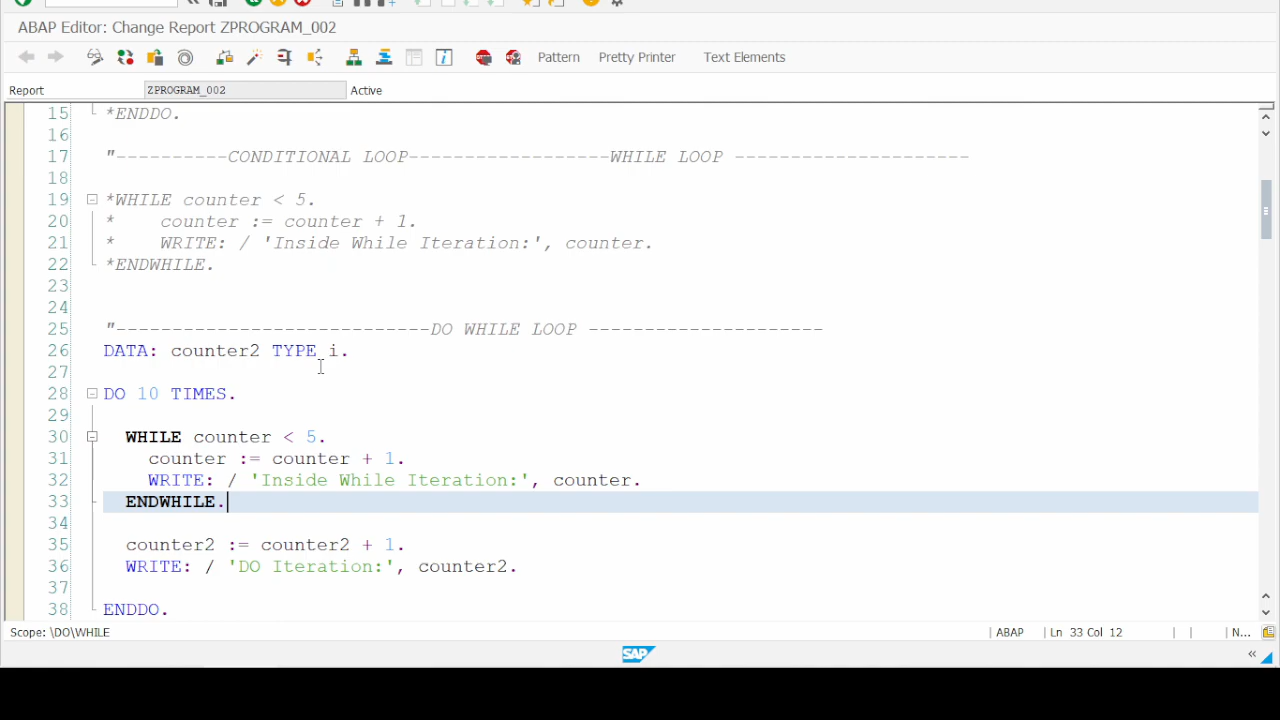 ABAP Editor: Change Report ZPROGRAM_002
Pattern Pretty Printer Text Elements
Report ZPROGRAM_002 Active
15 *ENDDO.
16
17 "----------CONDITIONAL LOOP------------------WHILE LOOP ---------------------
18
19 *WHILE counter < 5.
20 *    counter := counter + 1.
21 *    WRITE: / 'Inside While Iteration:', counter.
22 *ENDWHILE.
23
24
25 "----------------------------DO WHILE LOOP ---------------------
26 DATA: counter2 TYPE i.
27
28 DO 10 TIMES.
29
30   WHILE counter < 5.
31     counter := counter + 1.
32     WRITE: / 'Inside While Iteration:', counter.
33   ENDWHILE.
34
35   counter2 := counter2 + 1.
36   WRITE: / 'DO Iteration:', counter2.
37
38 ENDDO.
Scope: \DO\WHILE ABAP Ln 33 Col 12 N...
SAP